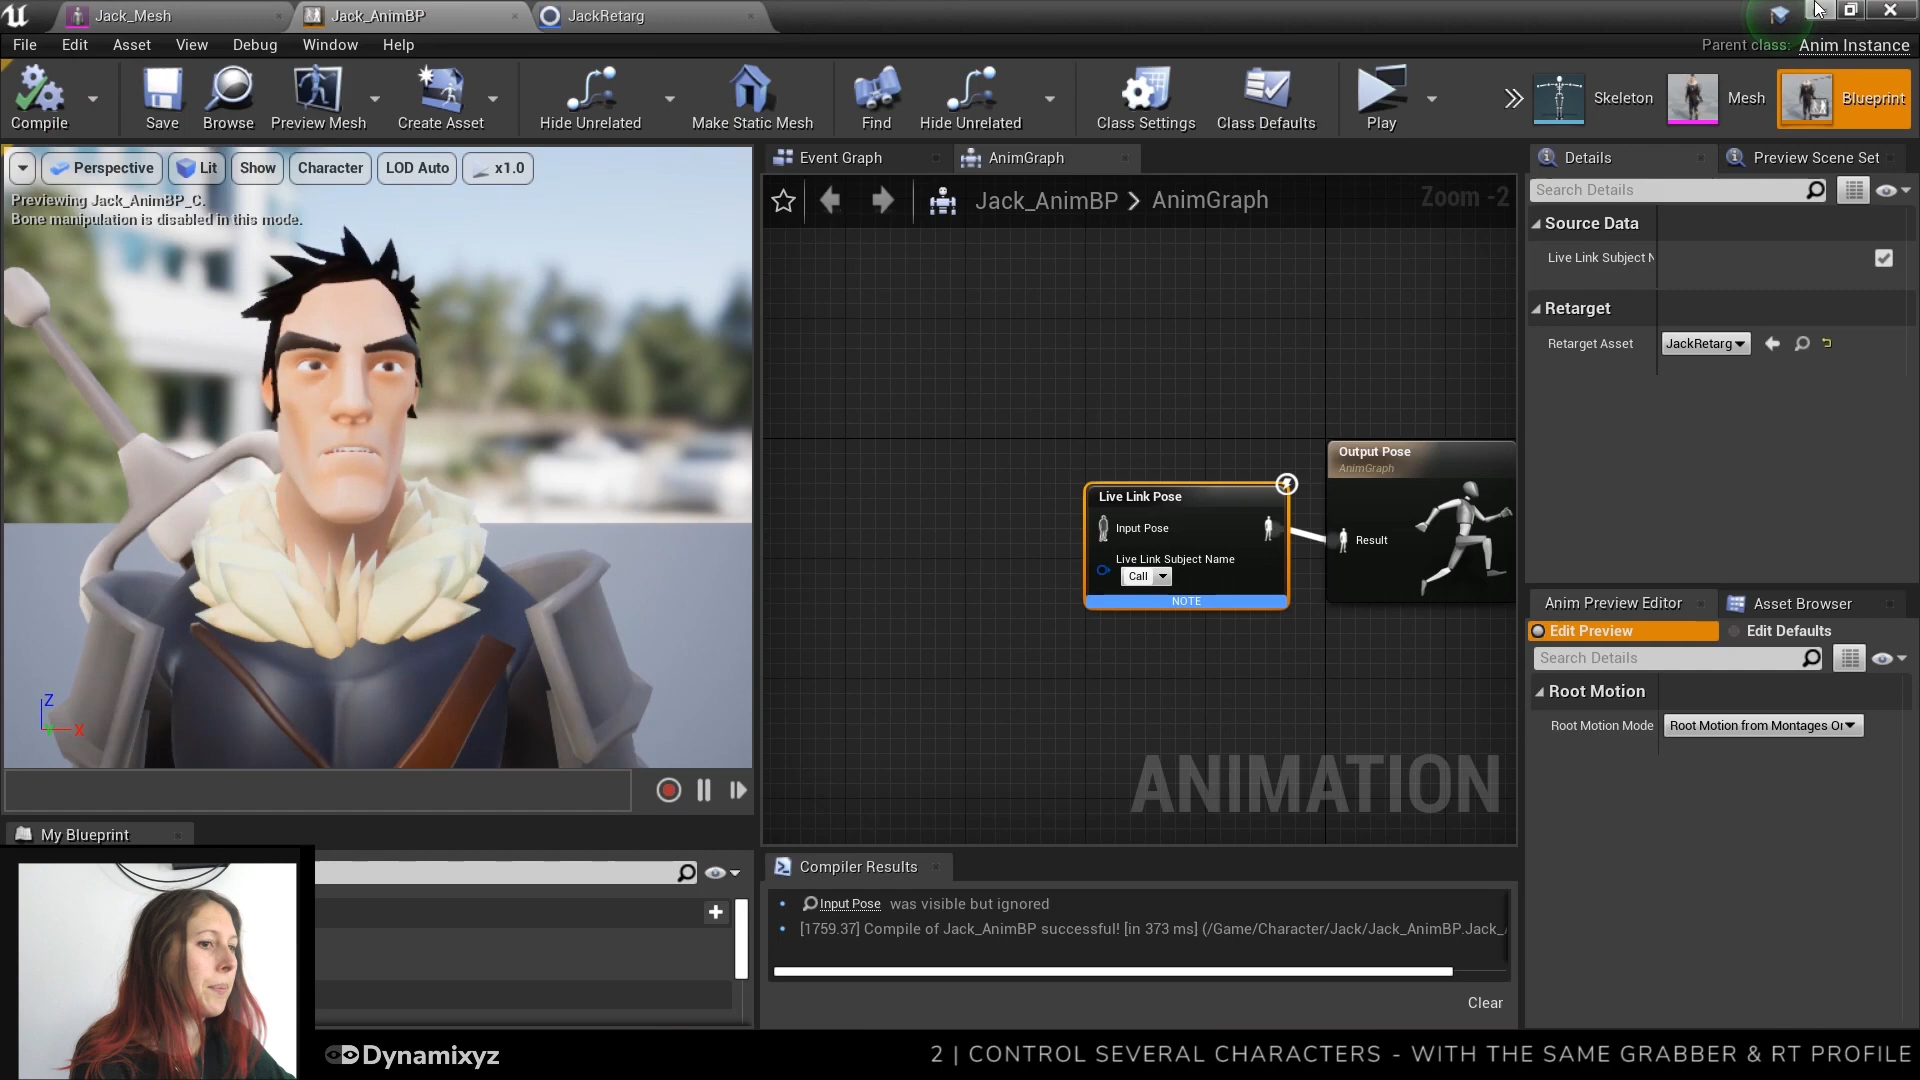 Jack_Mesh
Jack_AnimBP
JackRetarg
File Edit Asset View Debug Window Help
Parent class: Anim Instance
Compile
Save
Browse
Preview Mesh
Create Asset
Hide Unrelated
Make Static Mesh
Find
Hide Unrelated
Class Settings
Class Defaults
Play
Skeleton
Mesh
Blueprint
Perspective
Lit
Show
Character
LOD Auto
x1.0
Previewing Jack_AnimBP_C.
Bone manipulation is disabled in this mode.
Z
X
Y
Event Graph
AnimGraph
Jack_AnimBP > AnimGraph
Zoom -2
Live Link Pose
Input Pose
Live Link Subject Name
Call
NOTE
Output Pose
AnimGraph
Result
ANIMATION
Details
Preview Scene Set
Search Details
Source Data
Live Link Subject N
Retarget
Retarget Asset
JackRetarg
Anim Preview Editor
Asset Browser
Edit Preview
Edit Defaults
Search Details
Root Motion
Root Motion Mode
Root Motion from Montages Or
My Blueprint
Compiler Results
Input Pose was visible but ignored
[1759.37] Compile of Jack_AnimBP successful! [in 373 ms] (/Game/Character/Jack/Jack_AnimBP.Jack_
Clear
Dynamixyz
2 | CONTROL SEVERAL CHARACTERS - WITH THE SAME GRABBER & RT PROFILE